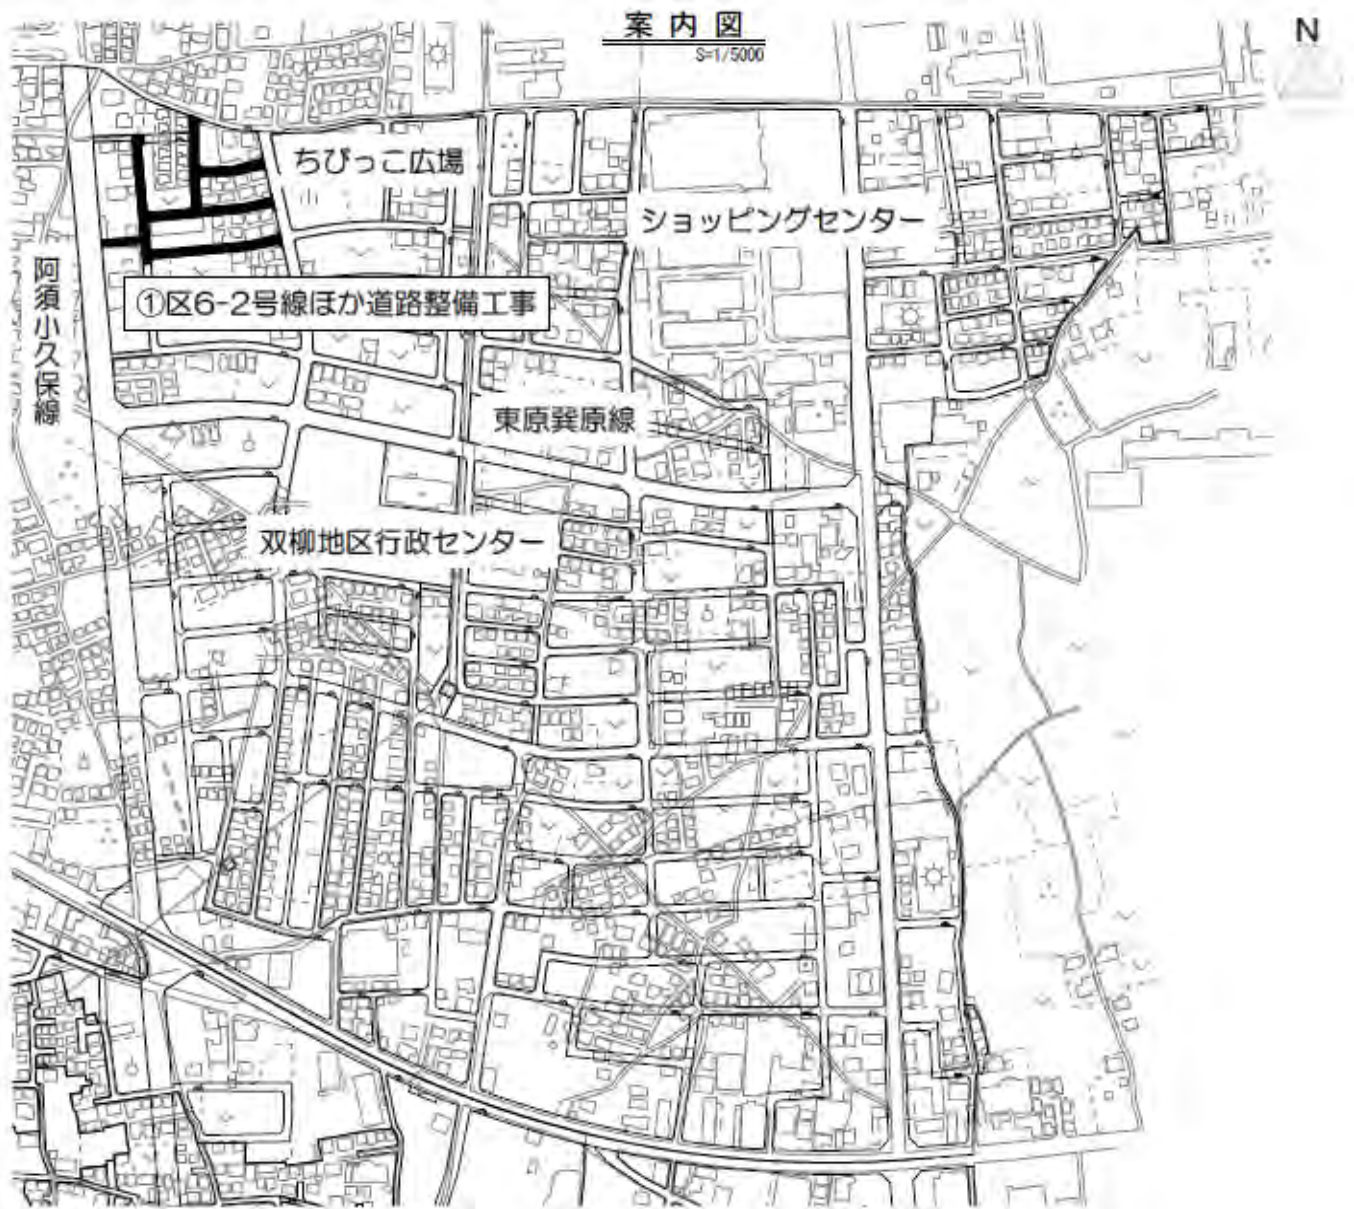 案内図
S=1/5000
N
ちびっこ広場
ショッピングセンター
阿須小久保線
①区6-2号線ほか道路整備工事
東原巽原線
双柳地区行政センター